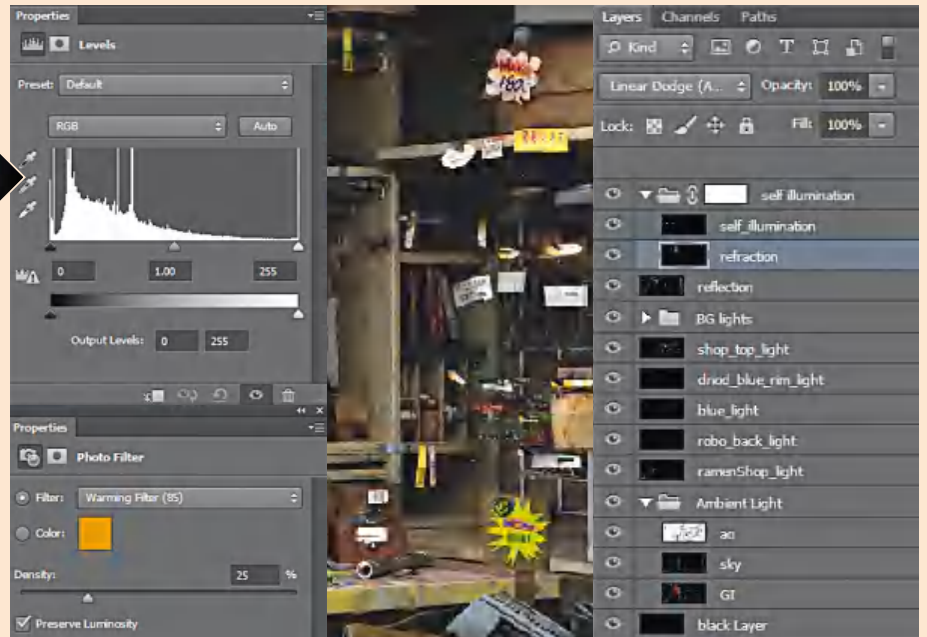 Properties
Levels
Preset: Default
RGB
Auto
0 1.00 255
Output Levels: 0 255
Properties
Photo Filter
Filter: Warming Filter (85)
Color:
Density: 25 %
Preserve Luminosity
Layers Channels Paths
Kind
Linear Dodge (A... Opacity: 100%
Lock: Fill: 100%
self illumination
self_illumination
refraction
reflection
BG lights
shop_top_light
blue_light
robo_back_light
ramenShop_light
Ambient Light
ao
sky
GI
black Layer